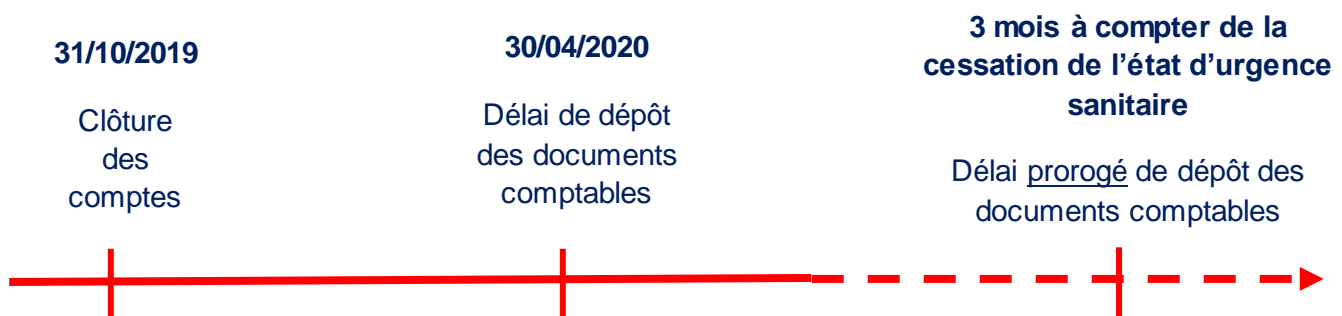 31/10/2019
Clôture
des
comptes
30/04/2020
Délai de dépôt
des documents
comptables
3 mois à compter de la
cessation de l’état d’urgence
sanitaire
Délai prorogé de dépôt des
documents comptables